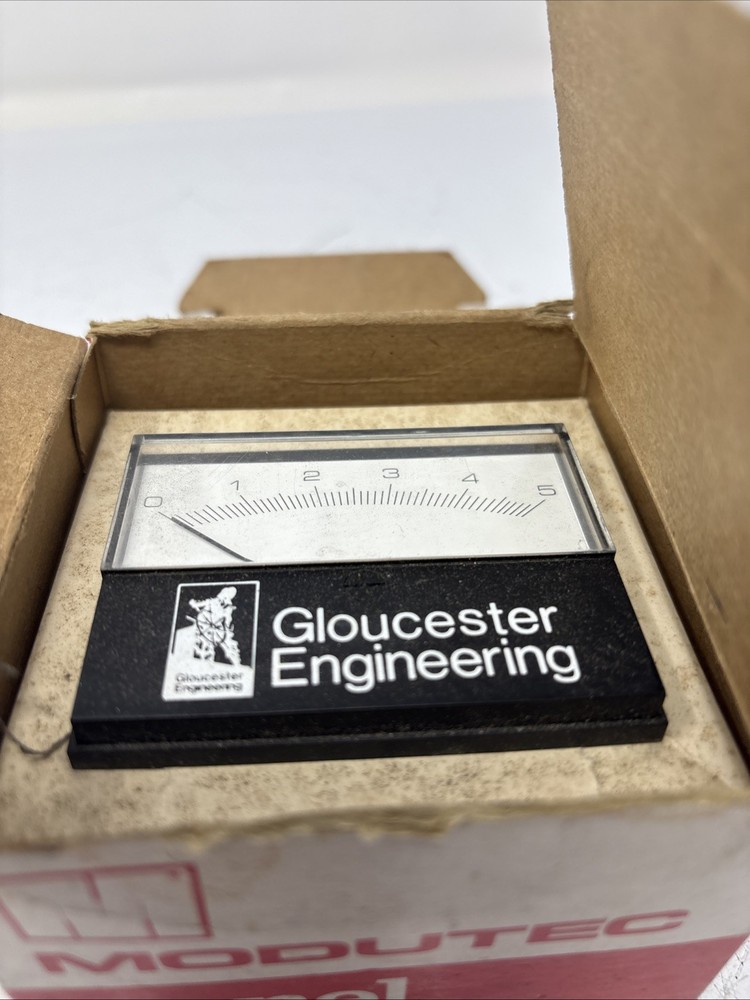 0 1 2 3 4 5
Gloucester
Engineering
Gloucester
Engineering
M
MODUTEC